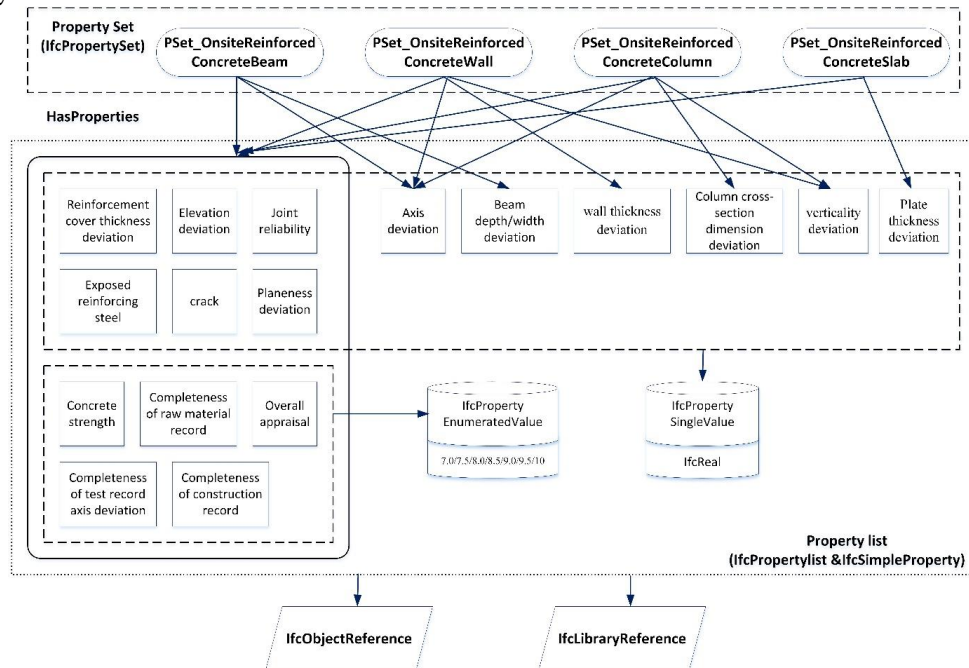 Property Set
(IfcPropertySet)
PSet_OnsiteReinforced
ConcreteBeam
PSet_OnsiteReinforced
ConcreteWall
PSet_OnsiteReinforced
ConcreteColumn
PSet_OnsiteReinforced
ConcreteSlab
HasProperties
Reinforcement
cover thickness
deviation
Elevation
deviation
Joint
reliability
Axis
deviation
Beam
depth/width
deviation
wall thickness
deviation
Column cross-
section
dimension
deviation
verticality
deviation
Plate
thickness
deviation
Exposed
reinforcing
steel
crack
Planeness
deviation
Concrete
strength
Completeness
of raw material
record
Overall
appraisal
IfcProperty
EnumeratedValue
7.0/7.5/8.0/8.5/9.0/9.5/10
IfcProperty
SingleValue
IfcReal
Completeness
of test record
axis deviation
Completeness
of construction
record
Property list
(IfcPropertylist &IfcSimpleProperty)
IfcObjectReference
IfcLibraryReference